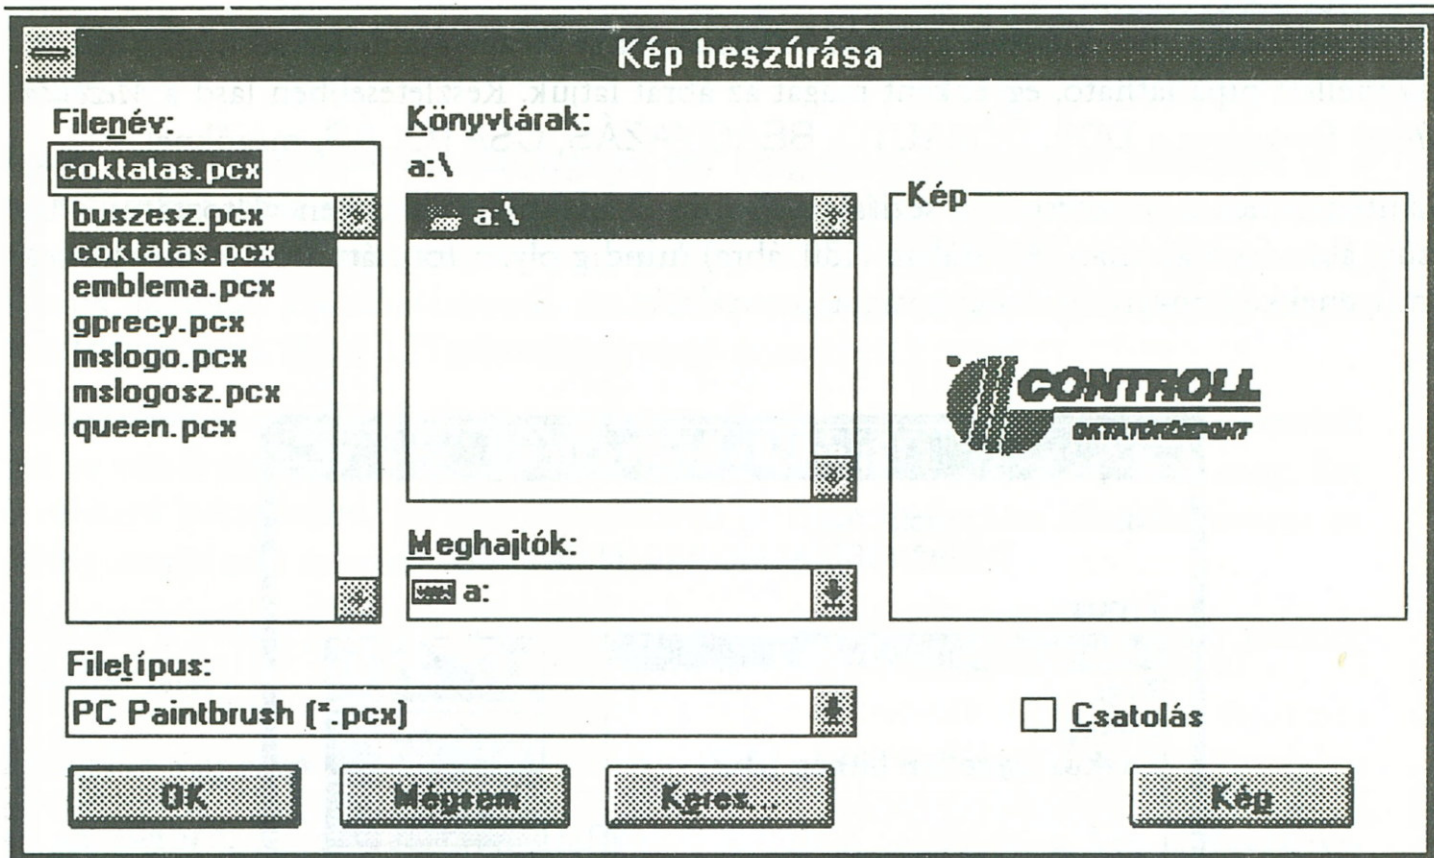 Kép beszúrása
Filenév:
coktatas.pcx
buszesz.pcx
coktatas.pcx
emblema.pcx
gprecy.pcx
mslogo.pcx
mslogosz.pcx
queen.pcx
Könyvtárak:
a:\
a:\
Meghajtók:
a:
Kép
CONTROLL
OKTATÓKÖZPONT
Filetípus:
PC Paintbrush (*.pcx)
Csatolás
OK
Mégsem
Keres...
Kép